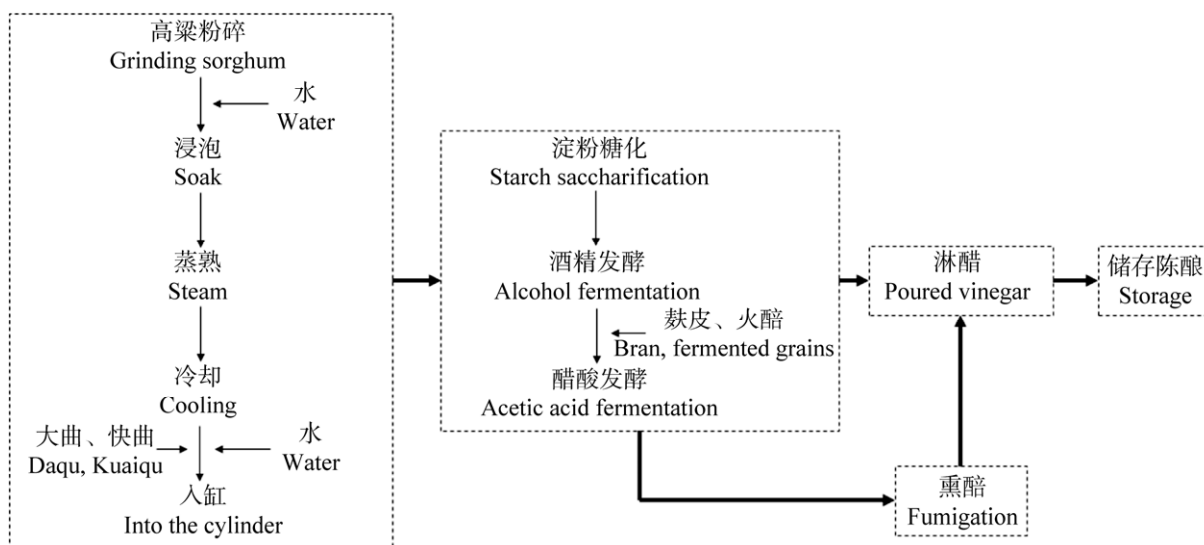 高粱粉碎
Grinding sorghum
水
Water
浸泡
Soak
蒸熟
Steam
冷却
Cooling
大曲、快曲
Daqu, Kuaiqu
水
Water
入缸
Into the cylinder
淀粉糖化
Starch saccharification
酒精发酵
Alcohol fermentation
麸皮、火醅
Bran, fermented grains
醋酸发酵
Acetic acid fermentation
淋醋
Poured vinegar
储存陈酿
Storage
熏醅
Fumigation